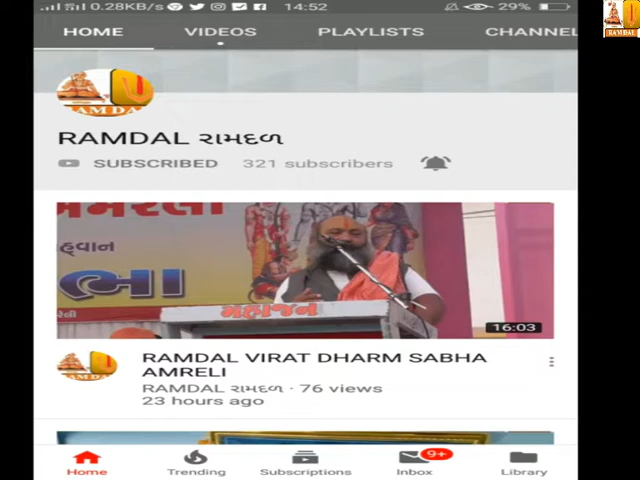 0.28KB/s 14:52 29%
HOME VIDEOS PLAYLISTS CHANNEL
RAMDAL
RAMDAL રામદળ
SUBSCRIBED 321 subscribers
હવાન
ભા
મહાજન
16:03
RAMDAL VIRAT DHARM SABHA
AMRELI
RAMDAL રામદળ · 76 views
23 hours ago
9+
Home Trending Subscriptions Inbox Library